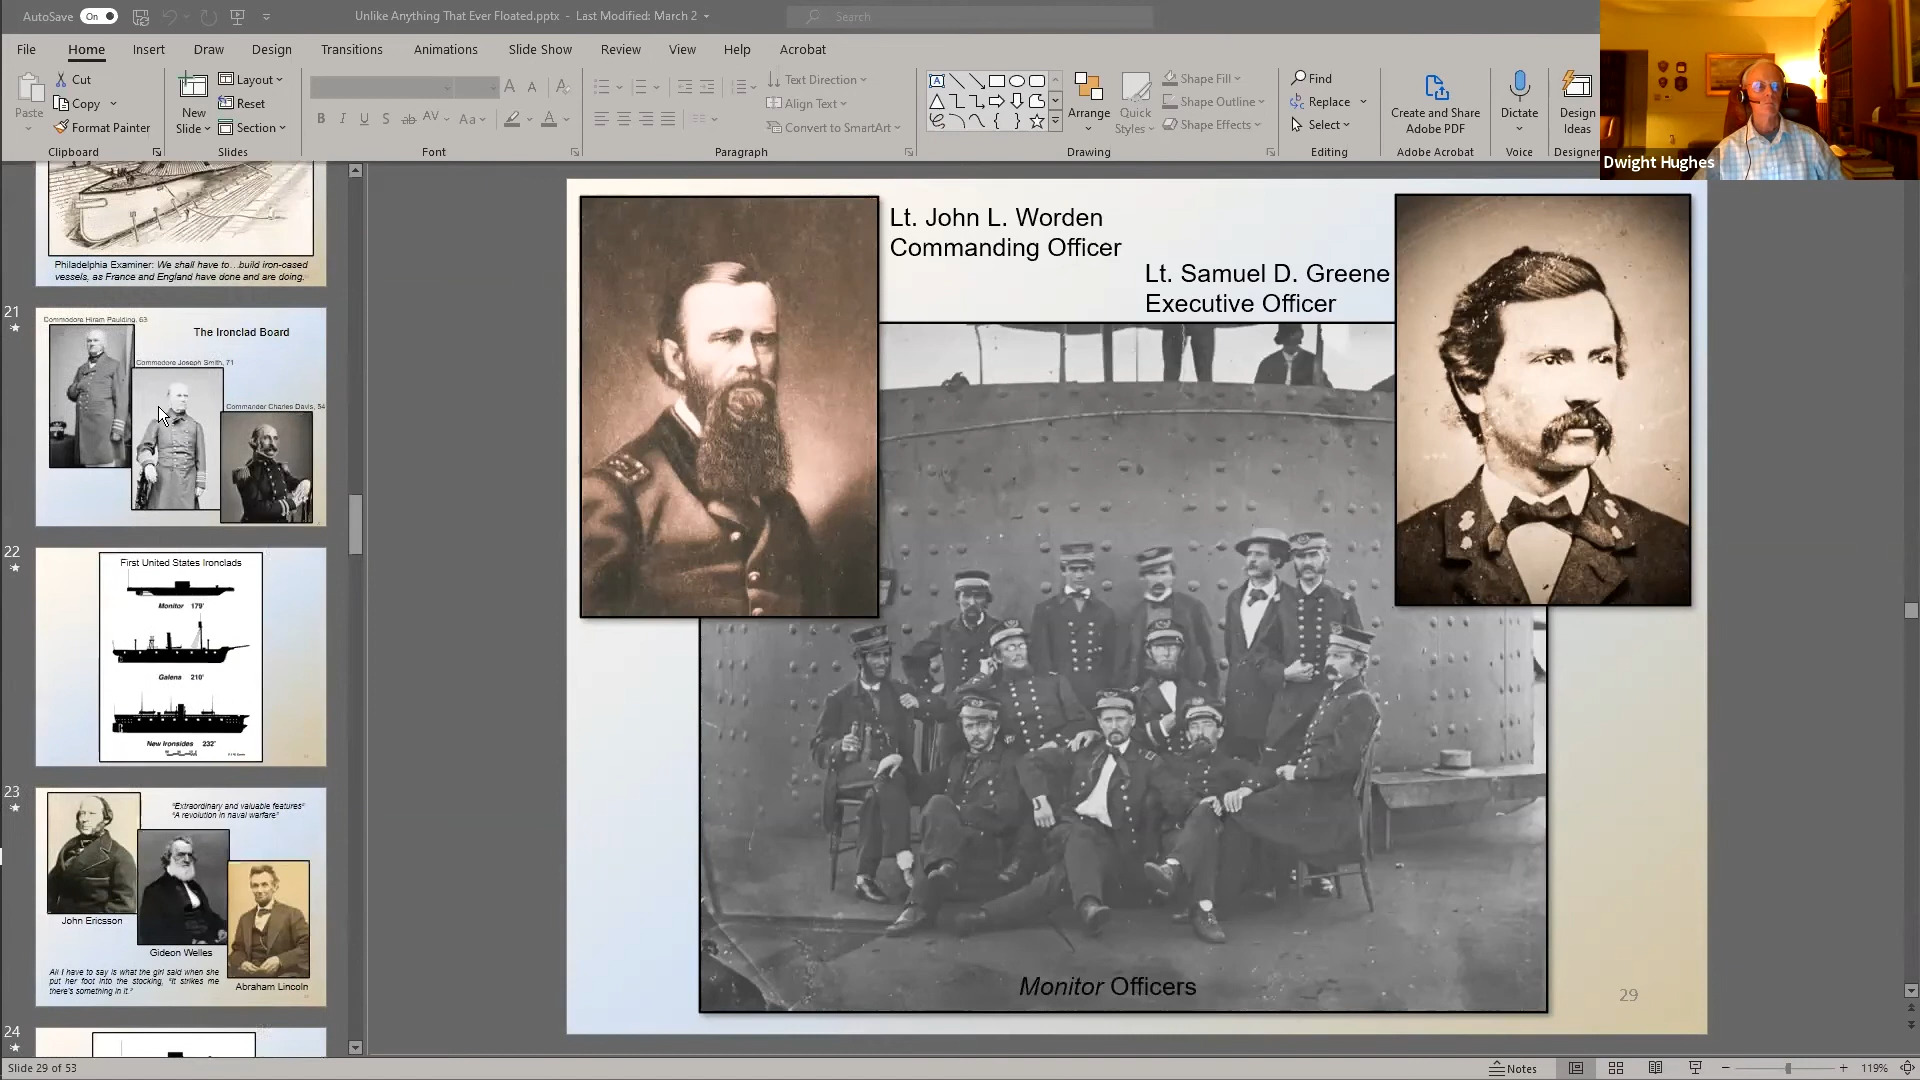 AutoSave On
Unlike Anything That Ever Floated.pptx - Last Modified: March 2
Search
File Home Insert Draw Design Transitions Animations Slide Show Review View Help Acrobat
Paste
Cut
Copy
Format Painter
Clipboard
New
Slide
Layout
Reset
Section
Slides
Font
Text Direction
Align Text
Convert to SmartArt
Paragraph
Arrange
Quick
Styles
Shape Fill
Shape Outline
Shape Effects
Drawing
Find
Replace
Select
Editing
Create and Share
Adobe PDF
Adobe Acrobat
Dictate
Voice
Design
Ideas
Designer
Dwight Hughes
Philadelphia Examiner: We shall have to...build iron-cased
vessels, as France and England have done and are doing.
21
Commodore Hiram Paulding, 63
The Ironclad Board
Commodore Joseph Smith, 71
Commander Charles Davis, 54
22
First United States Ironclads
Monitor 179'
Galena 210'
New Ironsides 232'
23
"Extraordinary and valuable features"
"A revolution in naval warfare"
John Ericsson
Gideon Welles
Abraham Lincoln
All I have to say is what the girl said when she
put her foot into the stocking, "it strikes me
there's something in it."
24
Lt. John L. Worden
Commanding Officer
Lt. Samuel D. Greene
Executive Officer
Monitor Officers
29
Slide 29 of 53
Notes
119%